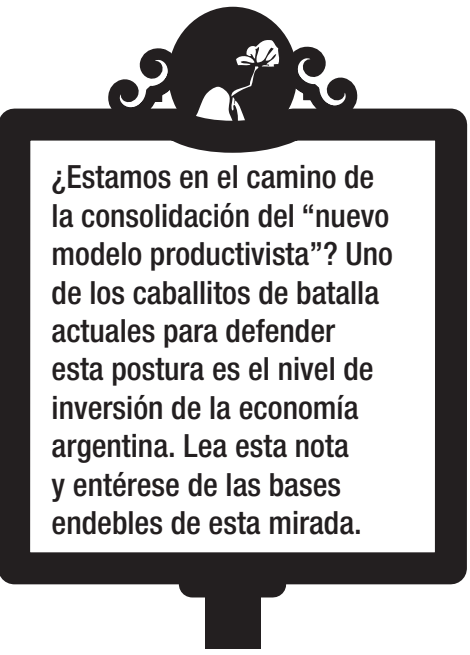 ¿Estamos en el camino de
la consolidación del “nuevo
modelo productivista”? Uno
de los caballitos de batalla
actuales para defender
esta postura es el nivel de
inversión de la economía
argentina. Lea esta nota
y entérese de las bases
endebles de esta mirada.